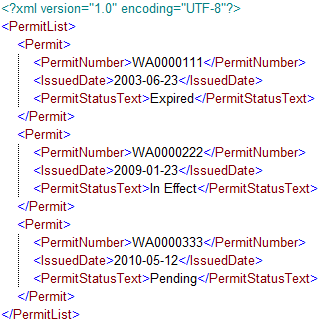 <?xml version="1.0" encoding="UTF-8"?>
<PermitList>
<Permit>
<PermitNumber>WA0000111</PermitNumber>
<IssuedDate>2003-06-23</IssuedDate>
<PermitStatusText>Expired</PermitStatusText>
</Permit>
<Permit>
<PermitNumber>WA0000222</PermitNumber>
<IssuedDate>2009-01-23</IssuedDate>
<PermitStatusText>In Effect</PermitStatusText>
</Permit>
<Permit>
<PermitNumber>WA0000333</PermitNumber>
<IssuedDate>2010-05-12</IssuedDate>
<PermitStatusText>Pending</PermitStatusText>
</Permit>
</PermitList>